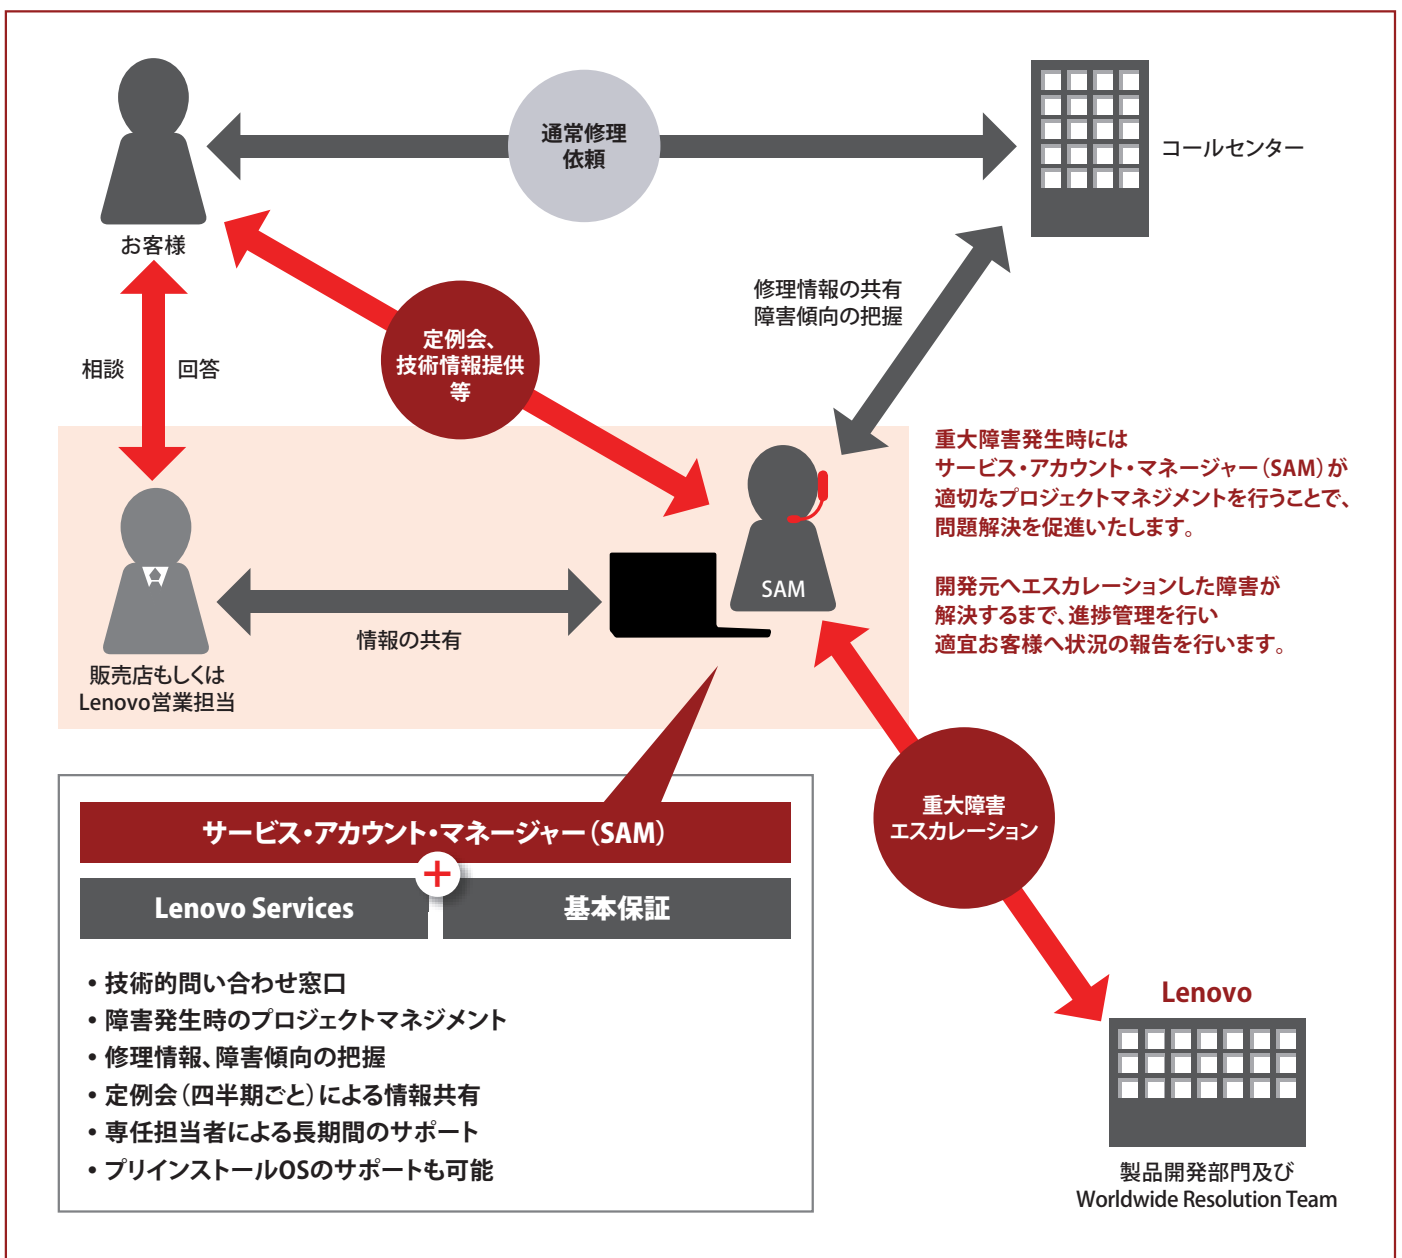 通常修理
依頼
コールセンター
お客様
修理情報の共有
障害傾向の把握
定例会、
技術情報提供
等
相談
回答
重大障害発生時には
サービス・アカウント・マネージャー（SAM）が
適切なプロジェクトマネジメントを行うことで、
問題解決を促進いたします。
開発元へエスカレーションした障害が
解決するまで、進捗管理を行い
適宜お客様へ状況の報告を行います。
SAM
情報の共有
販売店もしくは
Lenovo営業担当
重大障害
エスカレーション
サービス・アカウント・マネージャー（SAM）
+
Lenovo Services
基本保証
・技術的問い合わせ窓口
・障害発生時のプロジェクトマネジメント
・修理情報、障害傾向の把握
・定例会（四半期ごと）による情報共有
・専任担当者による長期間のサポート
・プリインストールOSのサポートも可能
Lenovo
製品開発部門及び
Worldwide Resolution Team